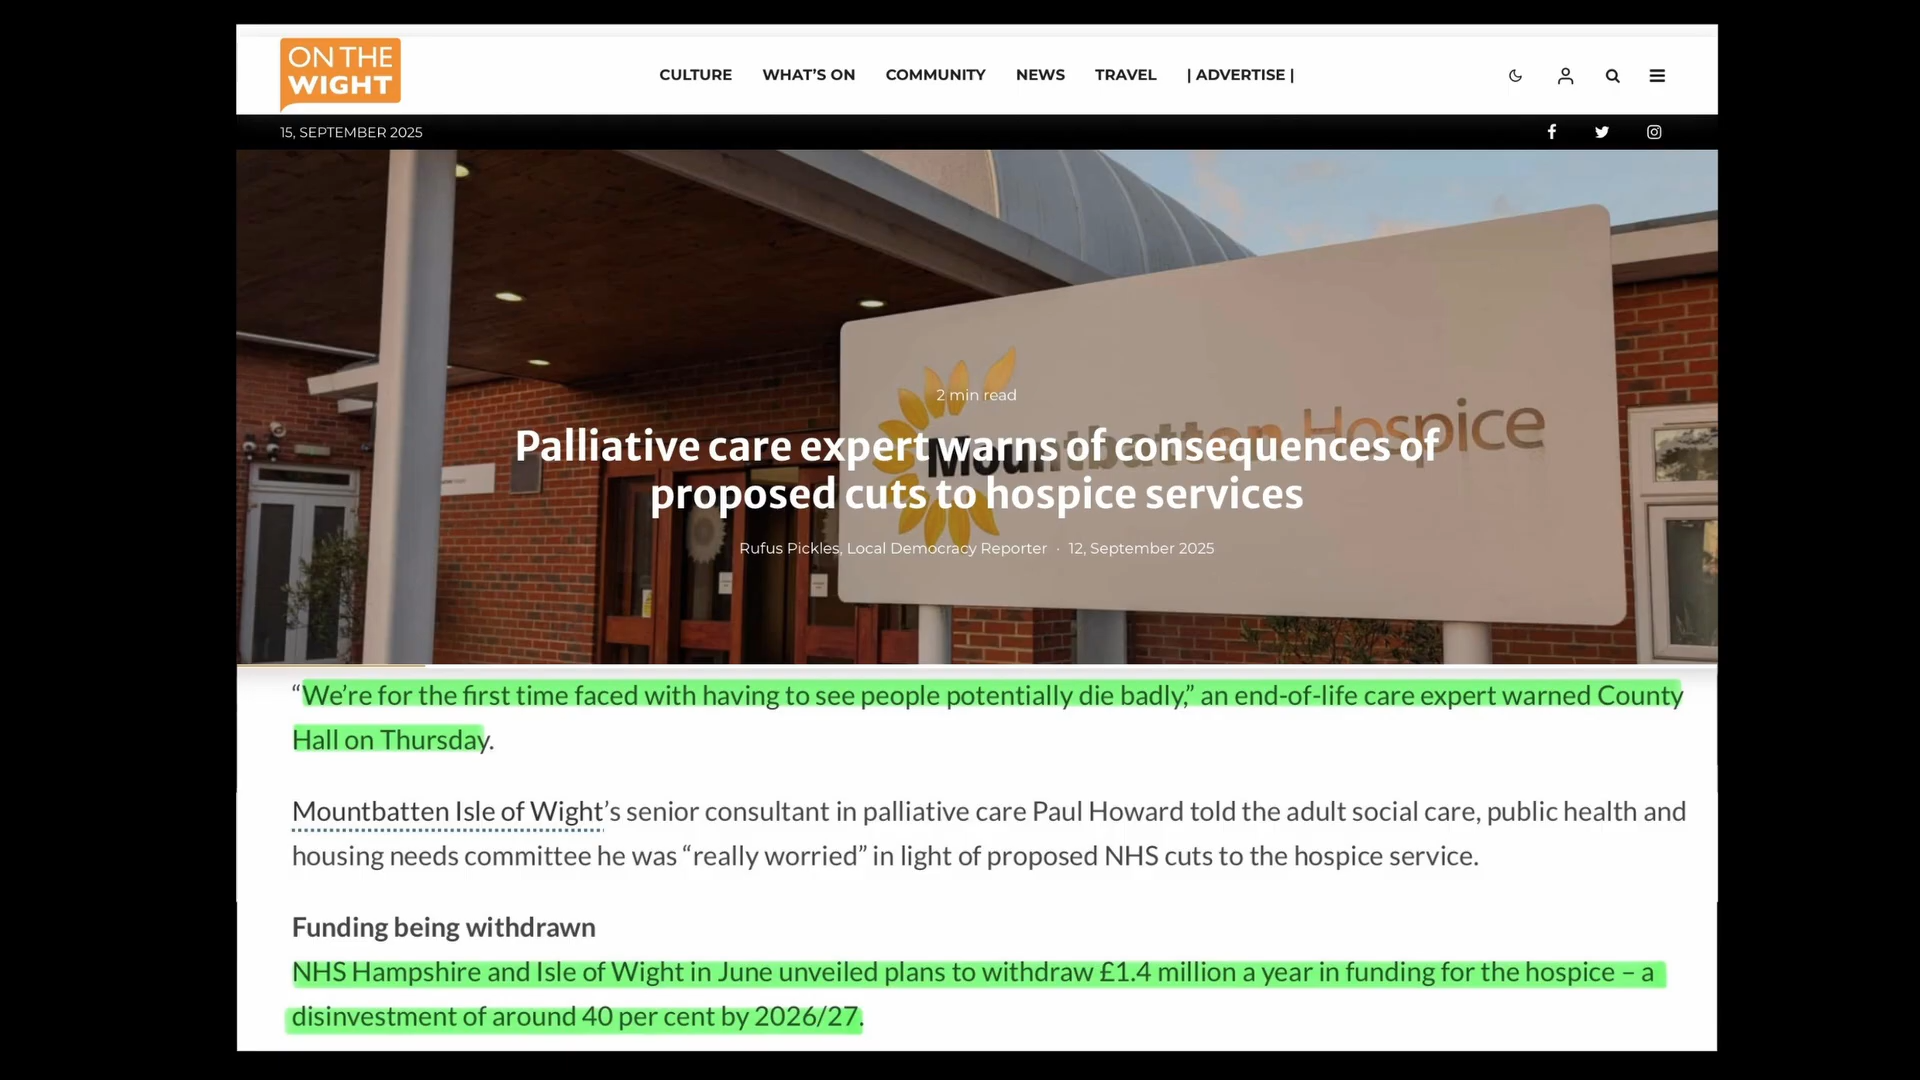 ON THE
WIGHT
CULTURE WHAT’S ON COMMUNITY NEWS TRAVEL | ADVERTISE |
15, SEPTEMBER 2025
2 min read
Mountbatten Hospice
Palliative care expert warns of consequences of
proposed cuts to hospice services
Rufus Pickles, Local Democracy Reporter · 12, September 2025
“We’re for the first time faced with having to see people potentially die badly,” an end-of-life care expert warned County
Hall on Thursday.
Mountbatten Isle of Wight’s senior consultant in palliative care Paul Howard told the adult social care, public health and
housing needs committee he was “really worried” in light of proposed NHS cuts to the hospice service.
Funding being withdrawn
NHS Hampshire and Isle of Wight in June unveiled plans to withdraw £1.4 million a year in funding for the hospice – a
disinvestment of around 40 per cent by 2026/27.